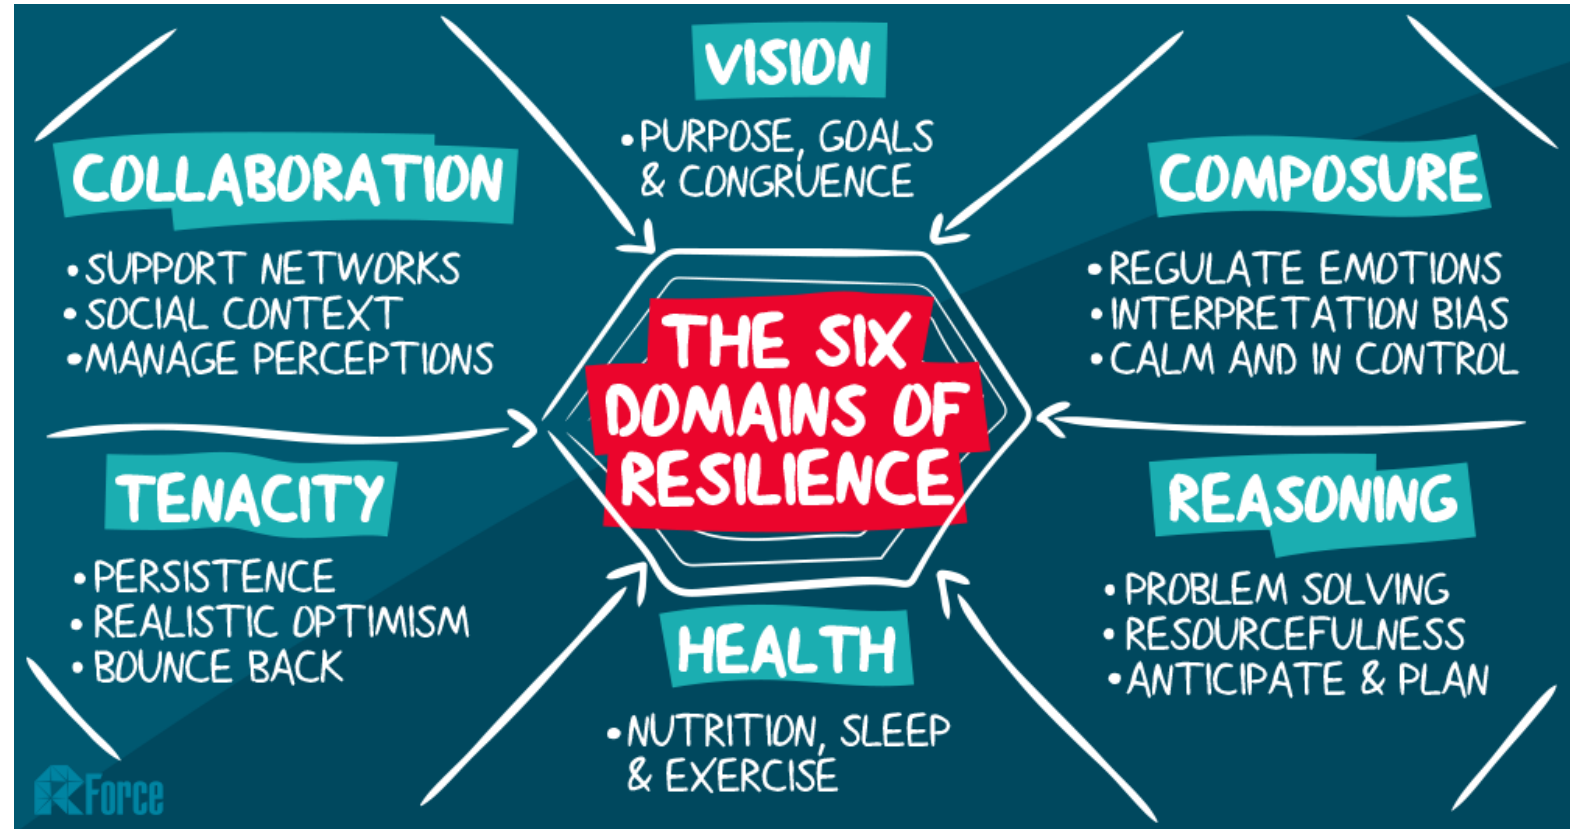 VISION
•PURPOSE, GOALS
& CONGRUENCE
COLLABORATION
•SUPPORT NETWORKS
•SOCIAL CONTEXT
•MANAGE PERCEPTIONS
COMPOSURE
•REGULATE EMOTIONS
•INTERPRETATION BIAS
•CALM AND IN CONTROL
THE SIX
DOMAINS OF
RESILIENCE
TENACITY
•PERSISTENCE
•REALISTIC OPTIMISM
•BOUNCE BACK
REASONING
•PROBLEM SOLVING
•RESOURCEFULNESS
•ANTICIPATE & PLAN
HEALTH
•NUTRITION, SLEEP
& EXERCISE
R Force